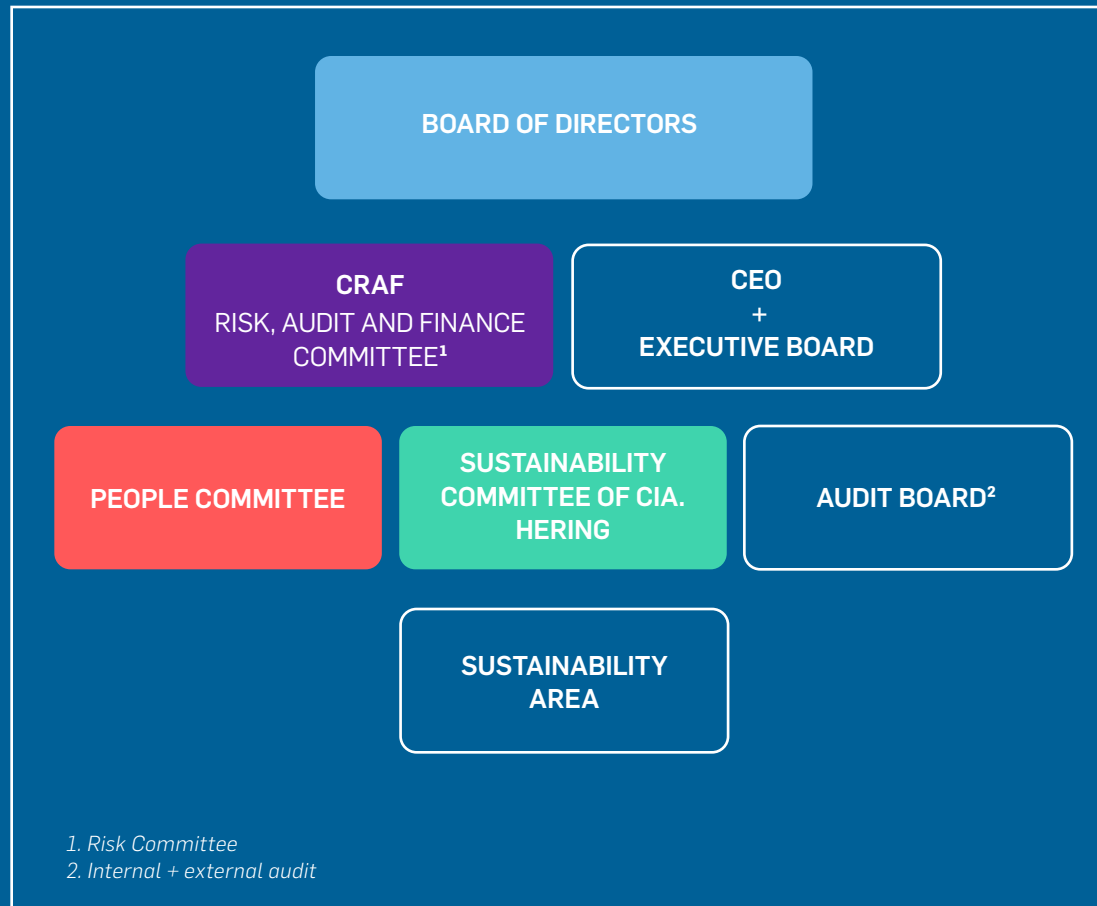 BOARD OF DIRECTORS
CRAF
RISK, AUDIT AND FINANCE
COMMITTEE¹
CEO
+
EXECUTIVE BOARD
PEOPLE COMMITTEE
SUSTAINABILITY
COMMITTEE OF CIA.
HERING
AUDIT BOARD²
SUSTAINABILITY
AREA
1. Risk Committee
2. Internal + external audit